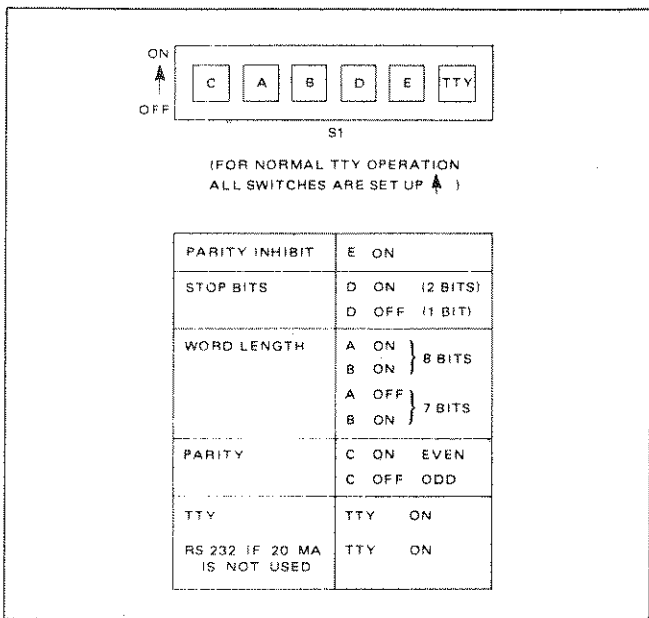 ON
OFF
C A B D E TTY
S1
(FOR NORMAL TTY OPERATION
ALL SWITCHES ARE SET UP ↑ )
PARITY INHIBIT E ON
STOP BITS D ON (2 BITS)
D OFF (1 BIT)
WORD LENGTH A ON
B ON } 8 BITS
A OFF
B ON } 7 BITS
PARITY C ON EVEN
C OFF ODD
TTY TTY ON
RS 232 IF 20 MA TTY ON
IS NOT USED